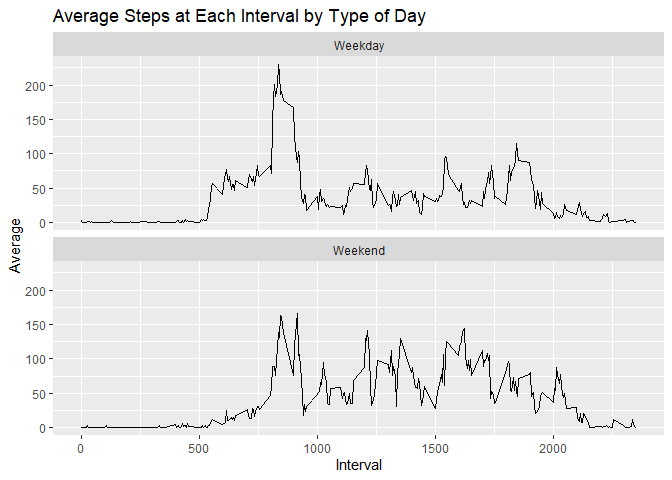 Average Steps at Each Interval by Type of Day
Weekday
200
150
100
50
0
Weekend
200
150
100
50
0
Average
0 500 1000 1500 2000
Interval